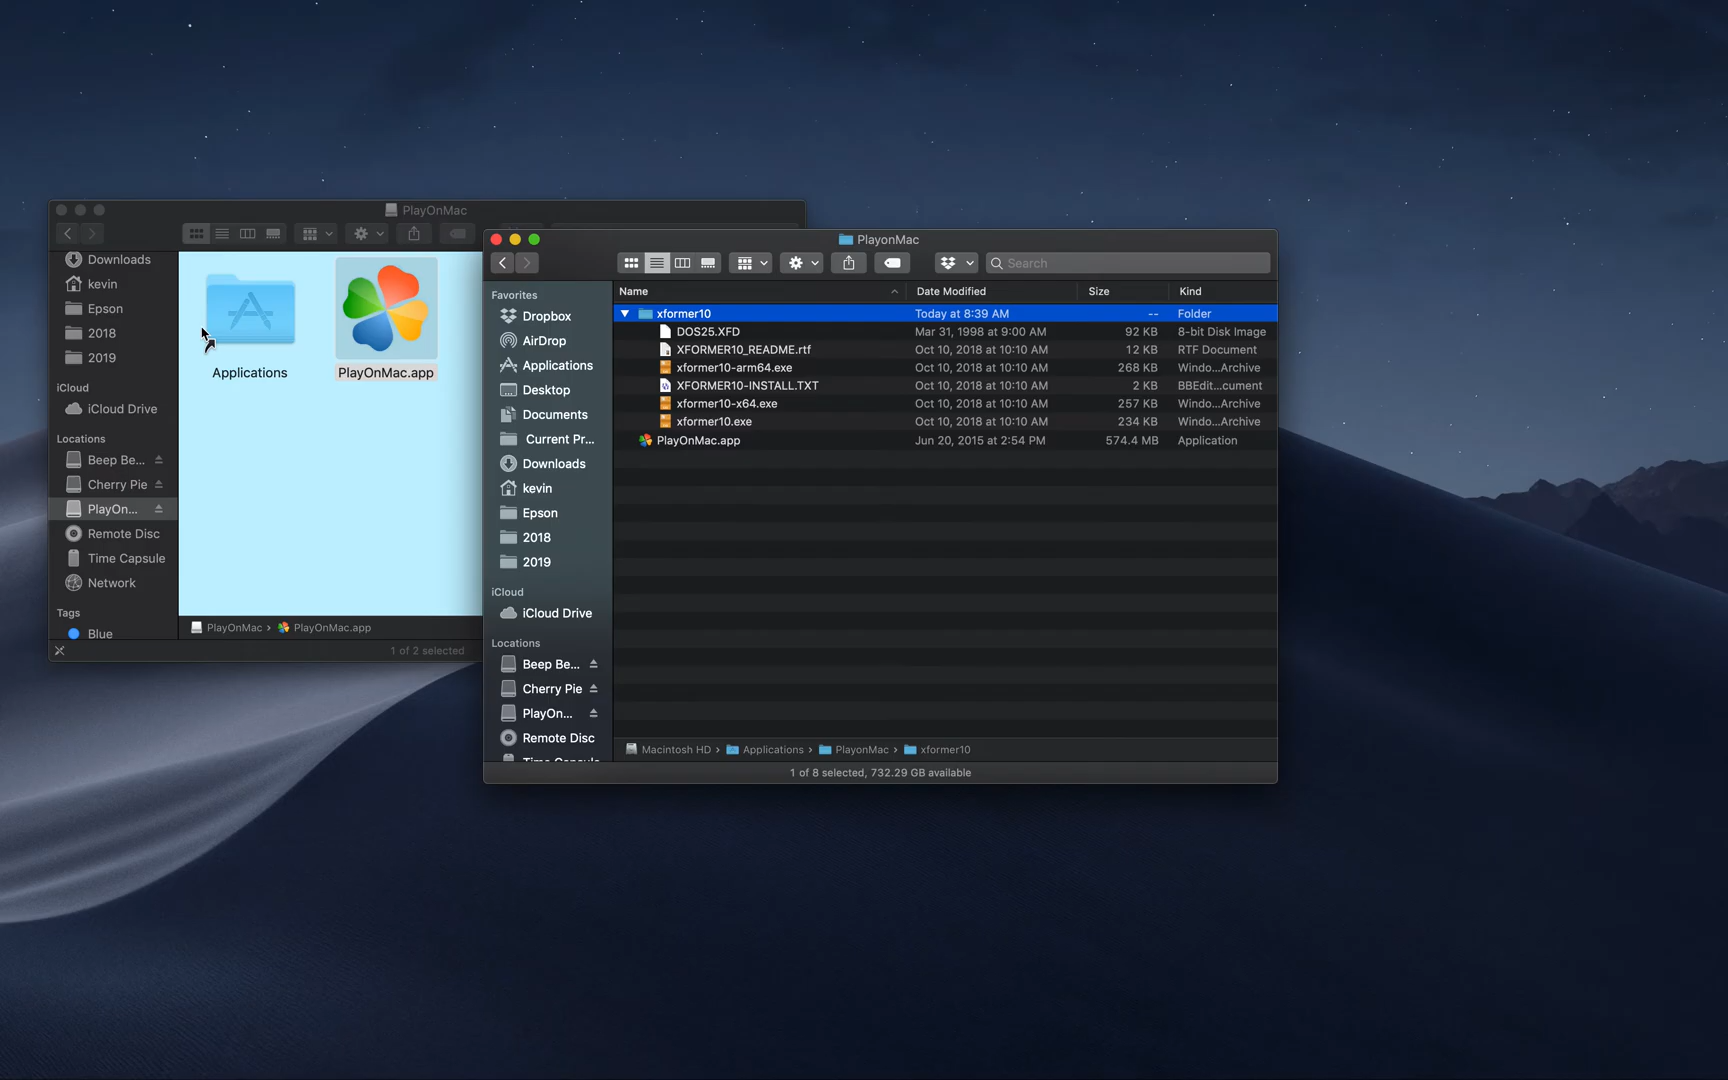 PlayOnMac
Downloads
kevin
Epson
2018
2019
iCloud
iCloud Drive
Locations
Beep Be...
Cherry Pie
PlayOn...
Remote Disc
Time Capsule
Network
Tags
Blue
Applications
PlayOnMac.app
PlayOnMac › PlayOnMac.app
1 of 2 selected
PlayonMac
Search
Favorites
Dropbox
AirDrop
Applications
Desktop
Documents
Current Pr...
Downloads
kevin
Epson
2018
2019
iCloud
iCloud Drive
Locations
Beep Be...
Cherry Pie
PlayOn...
Remote Disc
Time Capsule
Name Date Modified Size Kind
xformer10 Today at 8:39 AM -- Folder
DOS25.XFD Mar 31, 1998 at 9:00 AM 92 KB 8-bit Disk Image
XFORMER10_README.rtf Oct 10, 2018 at 10:10 AM 12 KB RTF Document
xformer10-arm64.exe Oct 10, 2018 at 10:10 AM 268 KB Windo...Archive
XFORMER10-INSTALL.TXT Oct 10, 2018 at 10:10 AM 2 KB BBEdit...cument
xformer10-x64.exe Oct 10, 2018 at 10:10 AM 257 KB Windo...Archive
xformer10.exe Oct 10, 2018 at 10:10 AM 234 KB Windo...Archive
PlayOnMac.app Jun 20, 2015 at 2:54 PM 574.4 MB Application
Macintosh HD › Applications › PlayonMac › xformer10
1 of 8 selected, 732.29 GB available